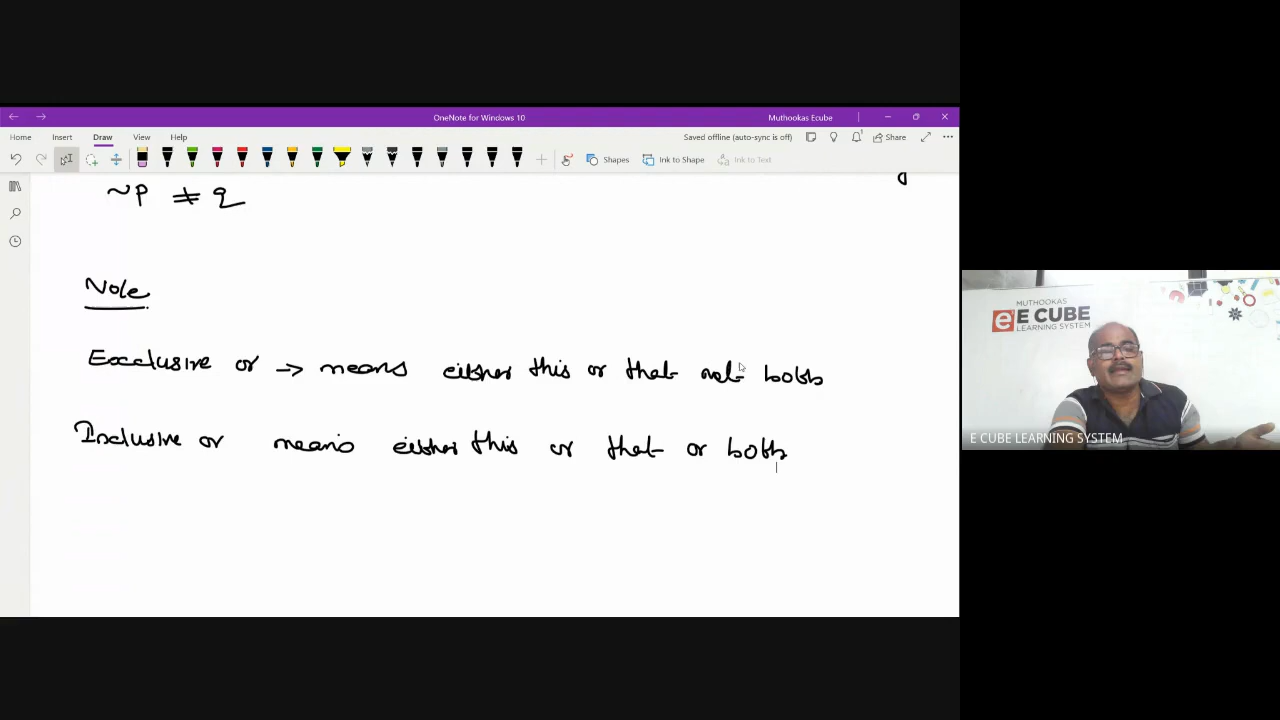 OneNote for Windows 10
Muthookas Ecube
Home Insert Draw View Help
Saved offline (auto-sync is off)
Share
Shapes
Ink to Shape
Ink to Text
~p ≠ q
Note
Exclusive or → means either this or that not both
Inclusive or means either this or that or both
MUTHOOKAS
e E CUBE
LEARNING SYSTEM
E CUBE LEARNING SYSTEM